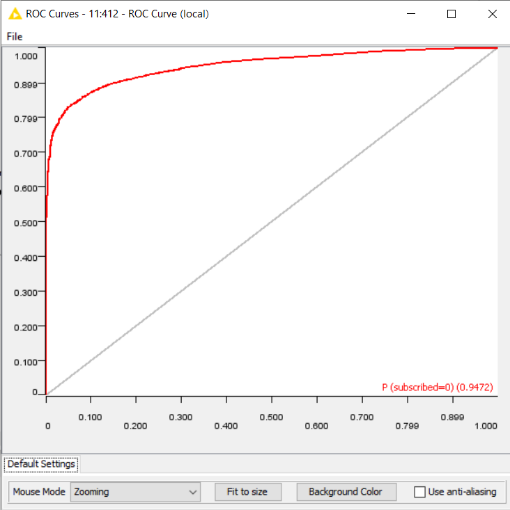 ROC Curves - 11:412 - ROC Curve (local)
File
1.000
0.899
0.799
0.700
0.600
0.500
0.400
0.300
0.200
0.100
0
P (subscribed=0) (0.9472)
0.100 0.300 0.500 0.700 0.899
0 0.200 0.400 0.600 0.799 1.000
Default Settings
Mouse Mode Zooming Fit to size Background Color Use anti-aliasing